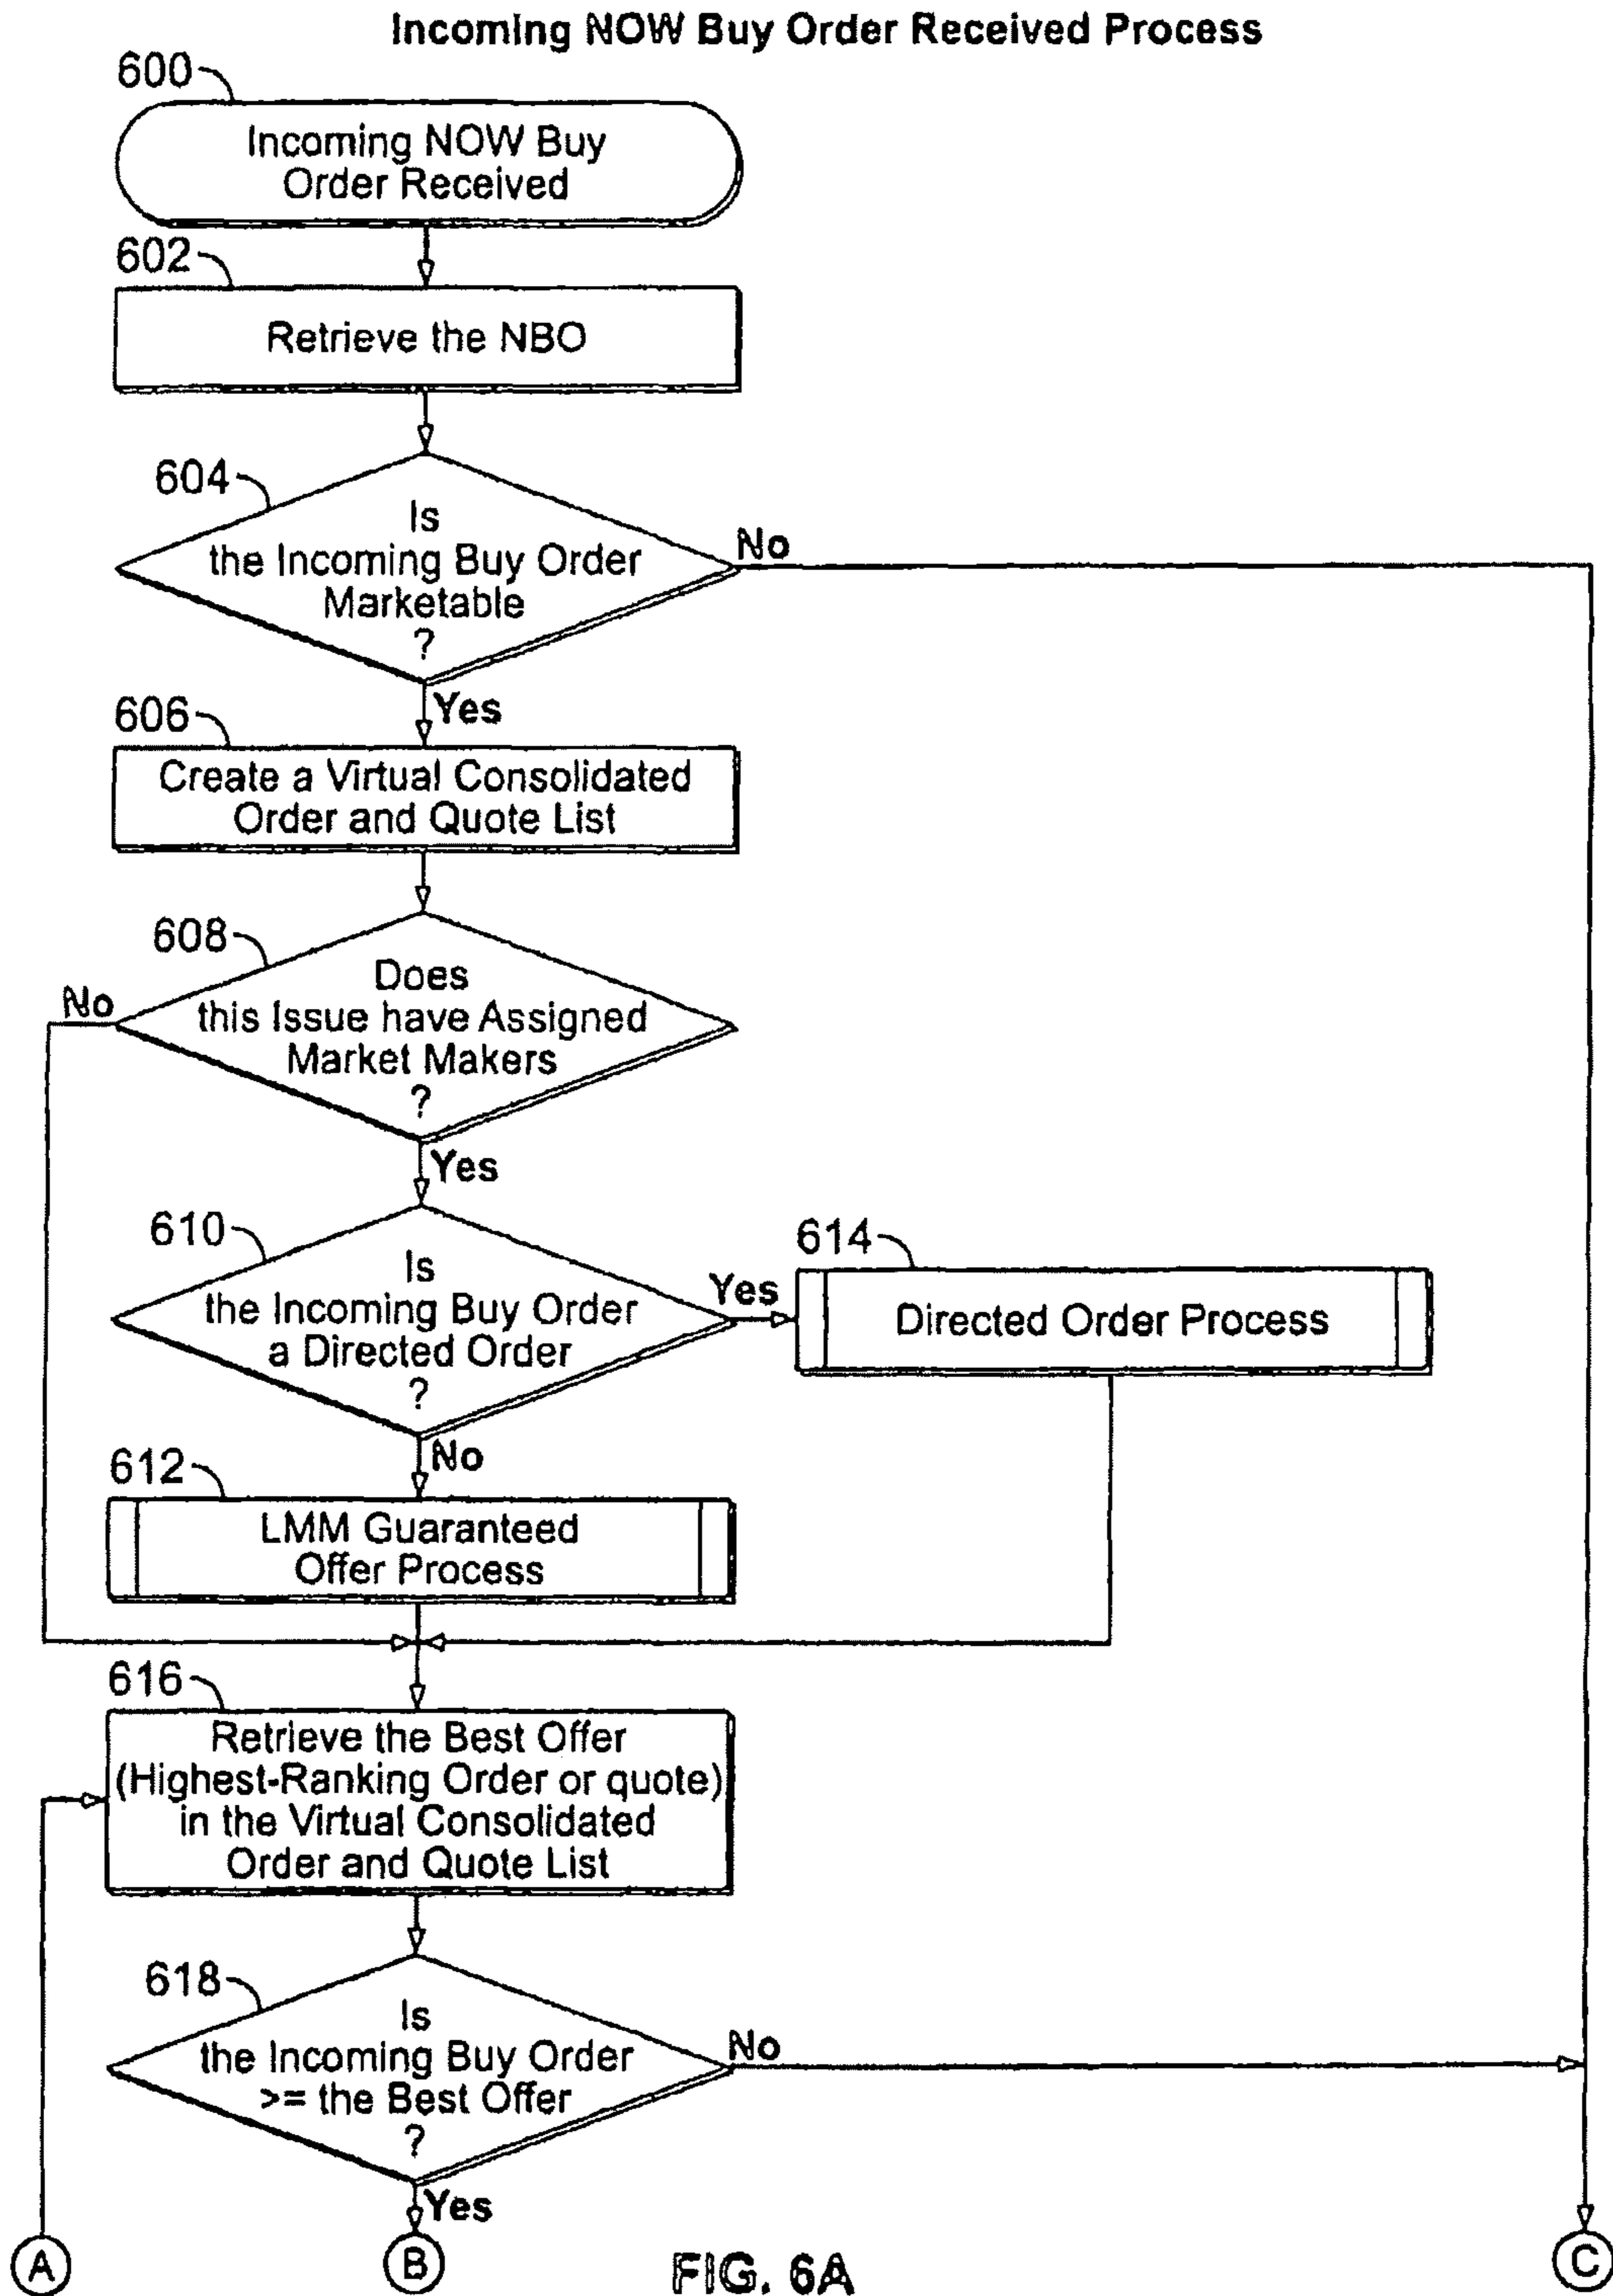 Incoming NOW Buy Order Received Process
600
Incoming NOW Buy
Order Received
602
Retrieve the NBO
604
Is
the Incoming Buy Order
Marketable
?
No
Yes
606
Create a Virtual Consolidated
Order and Quote List
608
Does
this Issue have Assigned
Market Makers
?
No
Yes
610
Is
the Incoming Buy Order
a Directed Order
?
Yes
614
Directed Order Process
No
612
LMM Guaranteed
Offer Process
616
Retrieve the Best Offer
(Highest-Ranking Order or quote)
in the Virtual Consolidated
Order and Quote List
618
Is
the Incoming Buy Order
>= the Best Offer
?
No
Yes
A
B
C
FIG. 6A